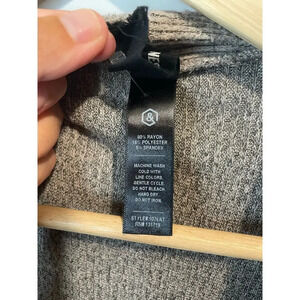 &
80% RAYON
15% POLYESTER
5% SPANDEX
MACHINE WASH
COLD WITH
LIKE COLORS.
GENTLE CYCLE.
DO NOT BLEACH.
HANG DRY.
DO NOT IRON.